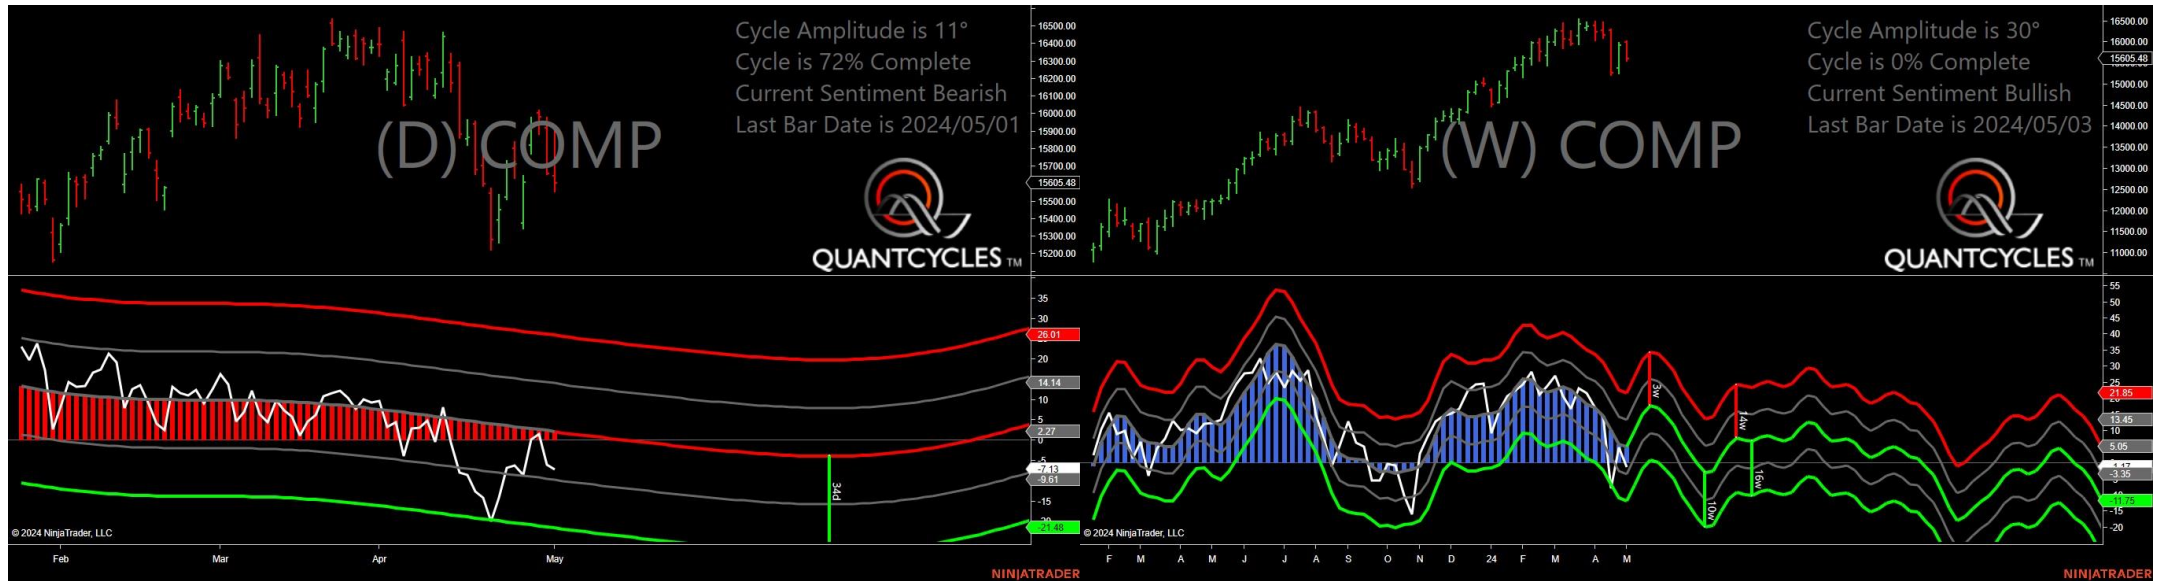 Cycle Amplitude is 11°
Cycle is 72% Complete
Current Sentiment Bearish
Last Bar Date is 2024/05/01
(D) COMP
QUANTCYCLES TM
16500.00
16400.00
16300.00
16200.00
16100.00
16000.00
15900.00
15800.00
15700.00
15605.48
15500.00
15400.00
15300.00
15200.00
35
30
26.01
20
14.14
10
5
2.27
0
-5
-7.13
-9.61
-15
-21.48
34d
© 2024 NinjaTrader, LLC
Feb Mar Apr May
NINJATRADER
Cycle Amplitude is 30°
Cycle is 0% Complete
Current Sentiment Bullish
Last Bar Date is 2024/05/03
(W) COMP
QUANTCYCLES TM
16500.00
16000.00
15605.48
15000.00
14500.00
14000.00
13500.00
13000.00
12500.00
12000.00
11500.00
11000.00
55
50
45
40
35
30
25
21.85
13.45
10
5.05
-3.35
-11.75
-15
-20
3w
14w
10w
16w
© 2024 NinjaTrader, LLC
F M A M J J A S O N D 24 F M A M
NINJATRADER